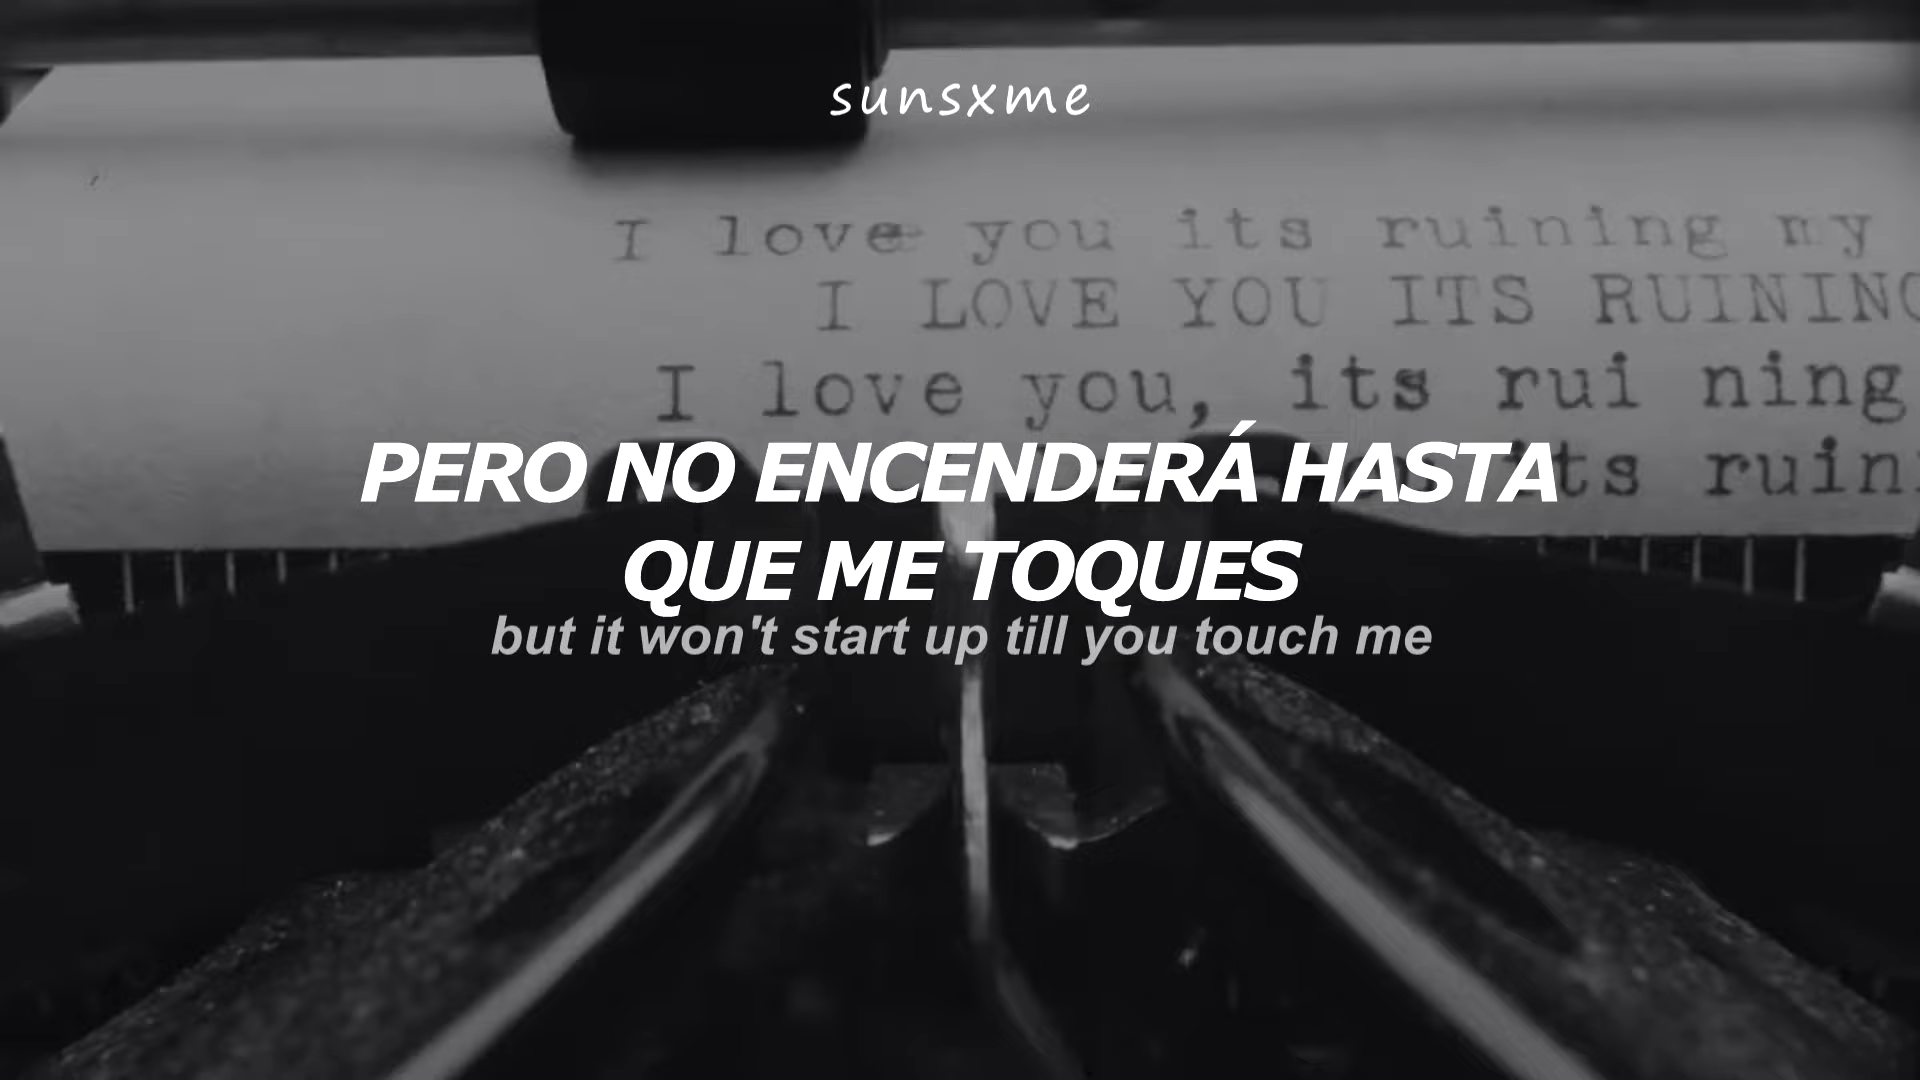 sunsxme
I love you its ruining my
I LOVE YOU ITS RUINING
I love you, its rui ning
its ruin
PERO NO ENCENDERÁ HASTA
QUE ME TOQUES
but it won't start up till you touch me